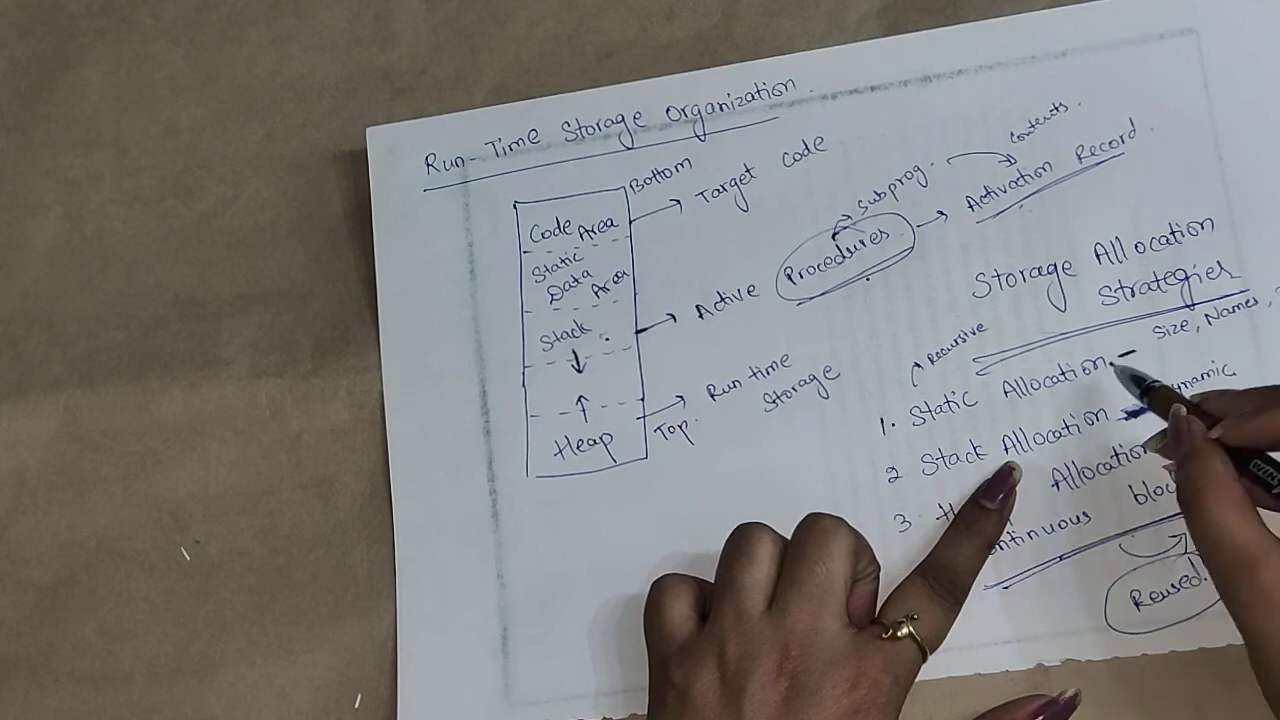 Run-Time Storage Organization.
Bottom
Code Area
Target code
Static
Data
Area
Stack
Active Procedures
subprog.
contents.
Activation Record.
Heap
Top.
Run time
Storage
Storage Allocation
Strategies
Recursive
1. Static Allocation - Size, Names,
2 Stack Allocation
3
Allocation
Reused.